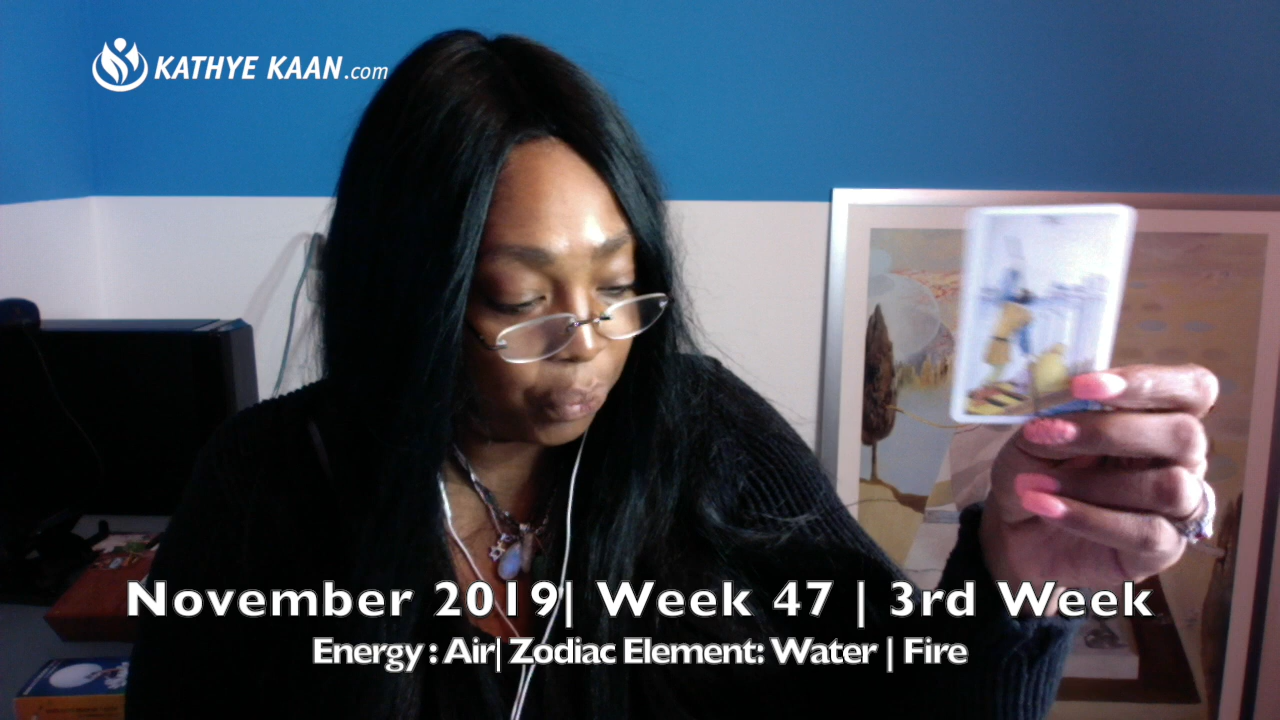 KATHYE KAAN.com
November 2019| Week 47 | 3rd Week
Energy : Air| Zodiac Element: Water | Fire